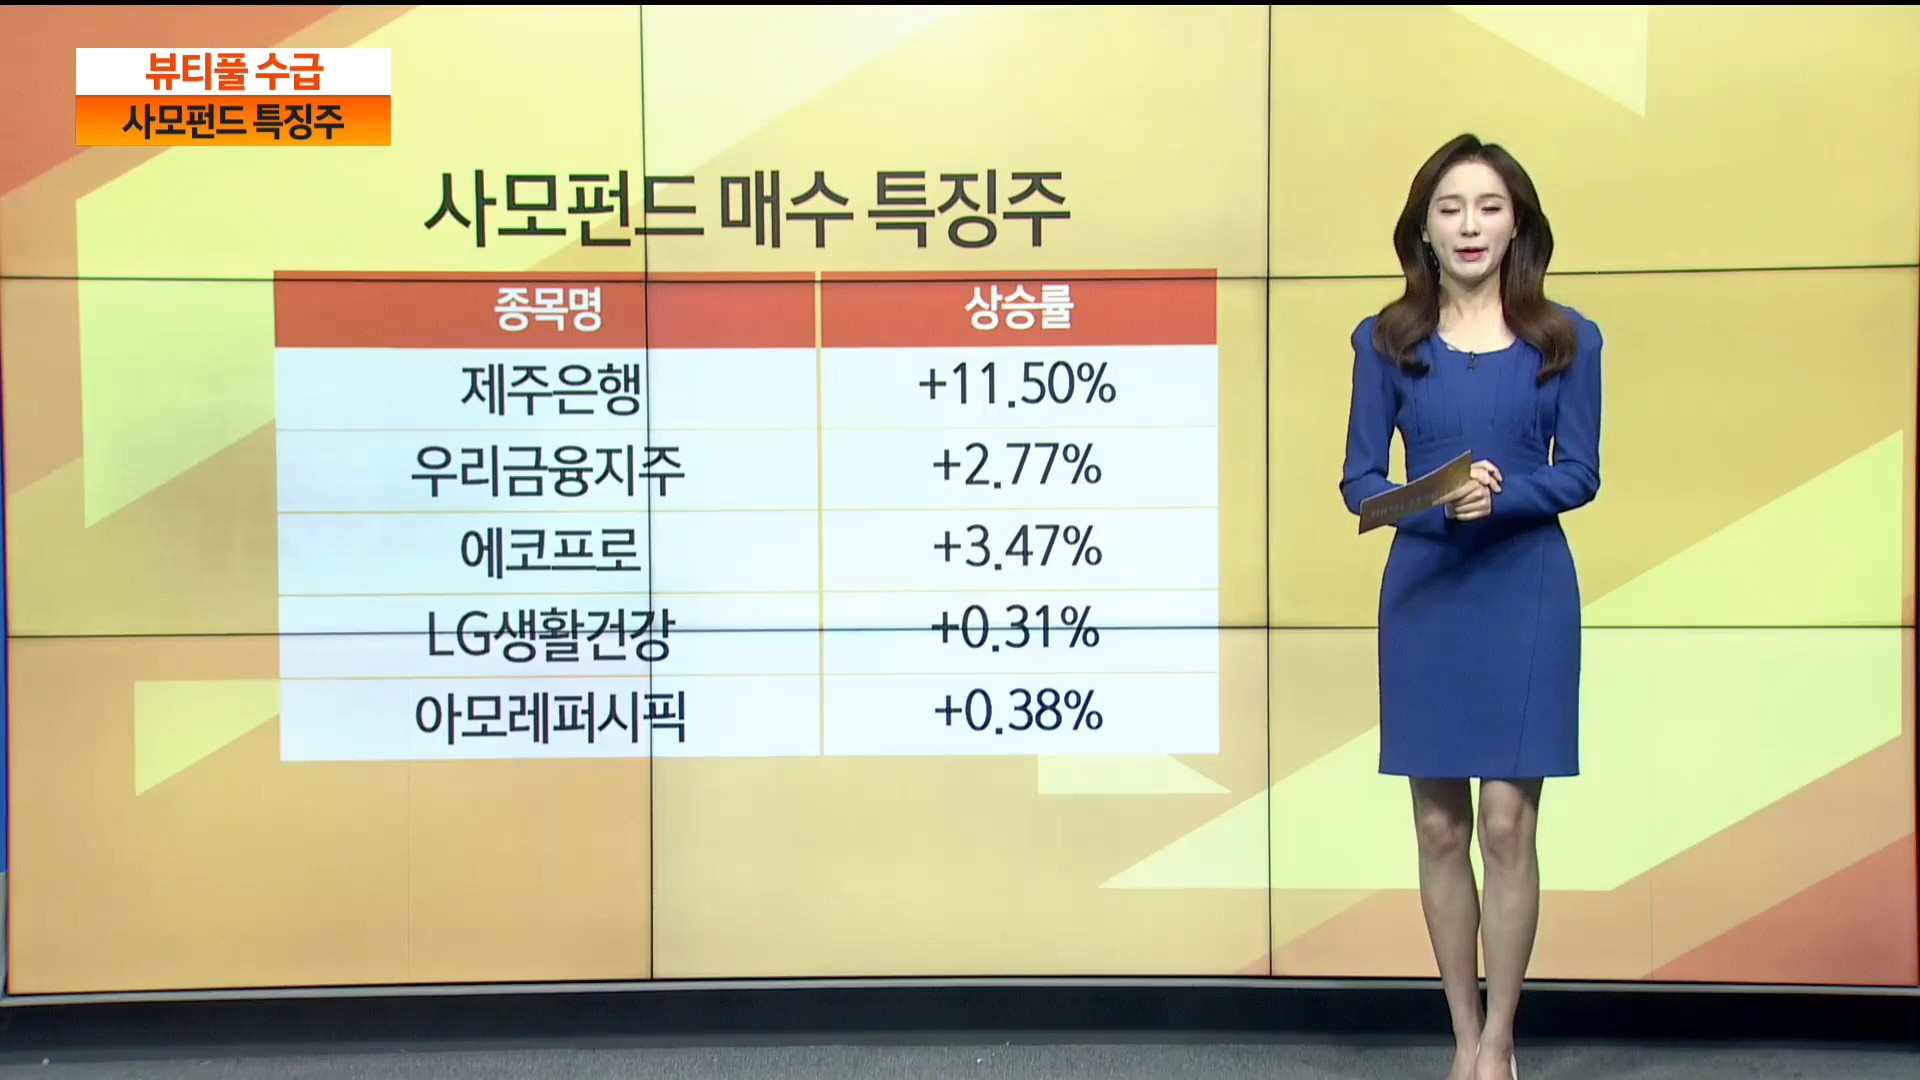 뷰티풀 수급
사모펀드 특징주
사모펀드 매수 특징주
종목명 상승률
제주은행 +11.50%
우리금융지주 +2.77%
에코프로 +3.47%
LG생활건강 +0.31%
아모레퍼시픽 +0.38%